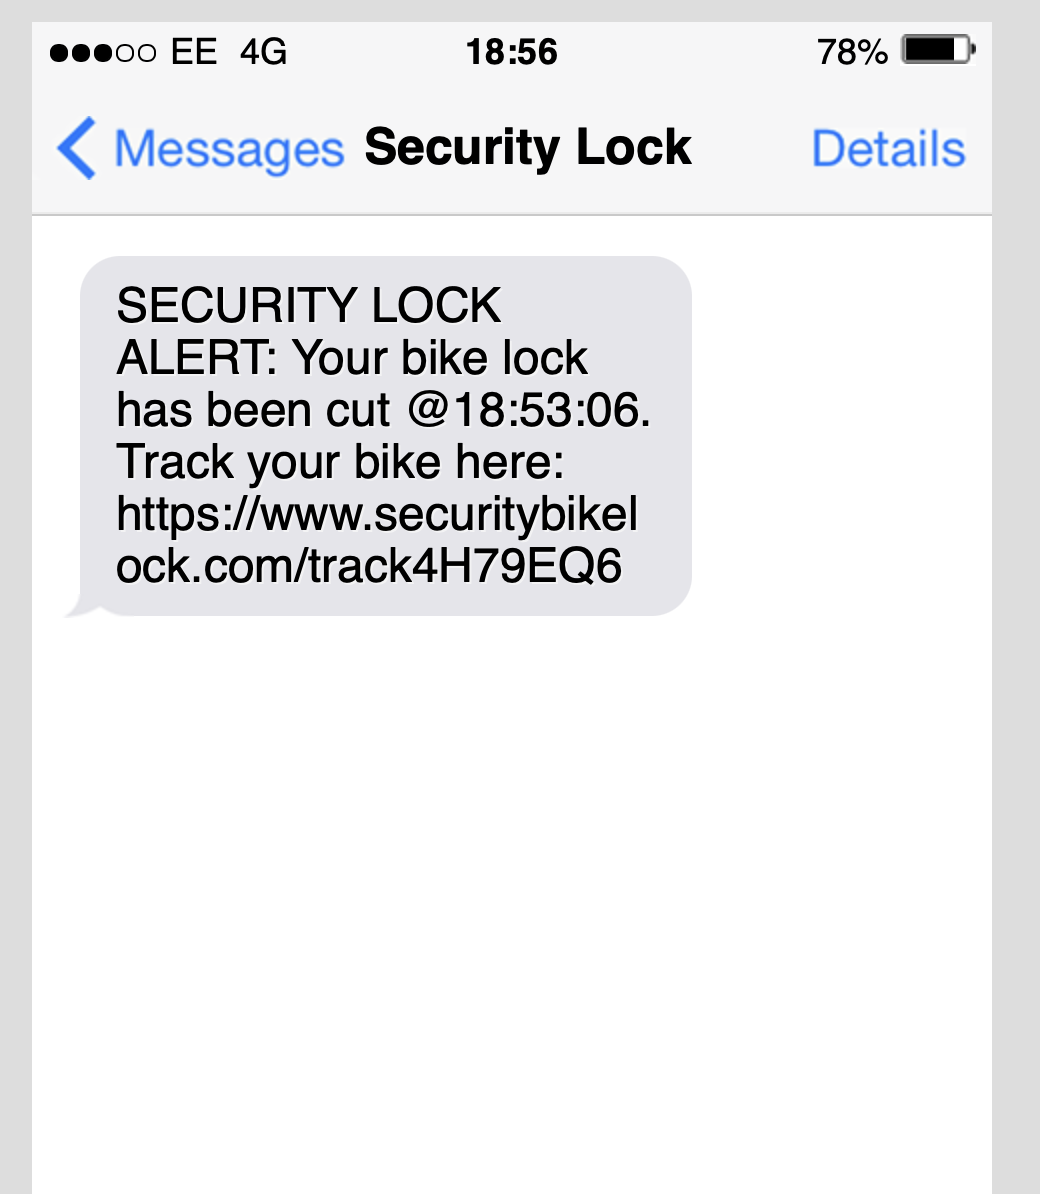 EE 4G 18:56 78%
Messages Security Lock Details
SECURITY LOCK
ALERT: Your bike lock
has been cut @18:53:06.
Track your bike here:
https://www.securitybikel
ock.com/track4H79EQ6